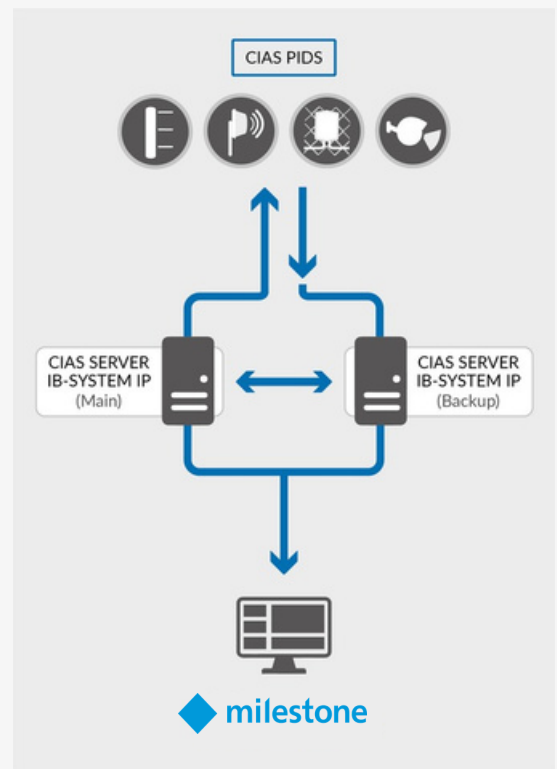 CIAS PIDS
CIAS SERVER
IB-SYSTEM IP
(Main)
CIAS SERVER
IB-SYSTEM IP
(Backup)
milestone